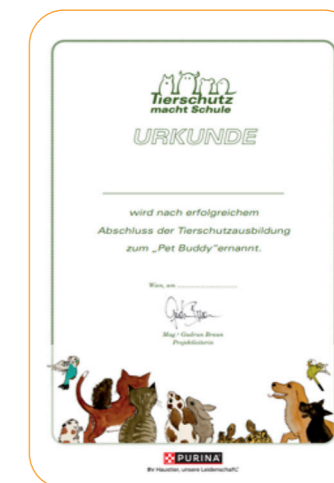 Tierschutz
macht Schule
URKUNDE
wird nach erfolgreichem
Abschluss der Tierschutzausbildung
zum „Pet Buddy“ernannt.
Wien, am
Mag.ª Gudrun Braun
Projektleiterin
PURINA
Ihr Haustier, unsere Leidenschaft.